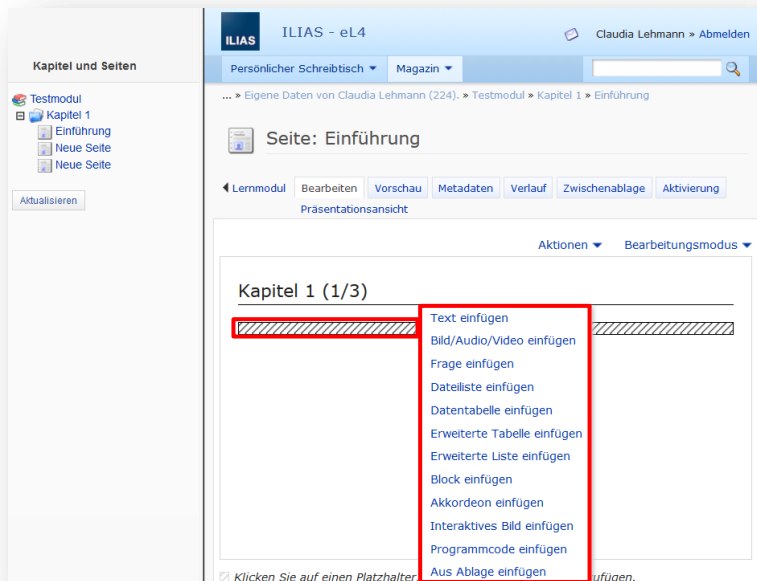 Kapitel und Seiten
Testmodul
Kapitel 1
Einführung
Neue Seite
Neue Seite
Aktualisieren
ILIAS
ILIAS - eL4
Claudia Lehmann » Abmelden
Persönlicher Schreibtisch
Magazin
... » Eigene Daten von Claudia Lehmann (224). » Testmodul » Kapitel 1 » Einführung
Seite: Einführung
Lernmodul Bearbeiten Vorschau Metadaten Verlauf Zwischenablage Aktivierung
Präsentationsansicht
Aktionen Bearbeitungsmodus
Kapitel 1 (1/3)
Text einfügen
Bild/Audio/Video einfügen
Frage einfügen
Dateiliste einfügen
Datentabelle einfügen
Erweiterte Tabelle einfügen
Erweiterte Liste einfügen
Block einfügen
Akkordeon einfügen
Interaktives Bild einfügen
Programmcode einfügen
Aus Ablage einfügen
Klicken Sie auf einen Platzhalter ufügen.